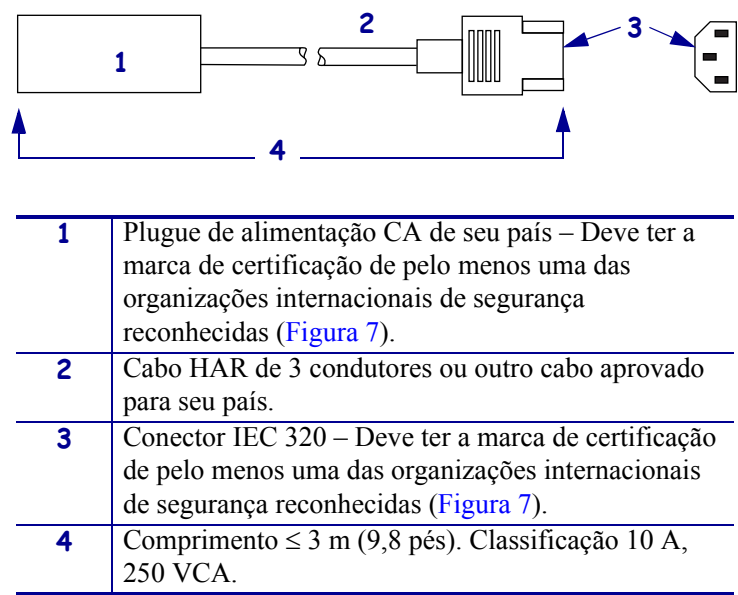 2
3
1
4
1 Plugue de alimentação CA de seu país – Deve ter a
marca de certificação de pelo menos uma das
organizações internacionais de segurança
reconhecidas (Figura 7).
2 Cabo HAR de 3 condutores ou outro cabo aprovado
para seu país.
3 Conector IEC 320 – Deve ter a marca de certificação
de pelo menos uma das organizações internacionais
de segurança reconhecidas (Figura 7).
4 Comprimento ≤ 3 m (9,8 pés). Classificação 10 A,
250 VCA.